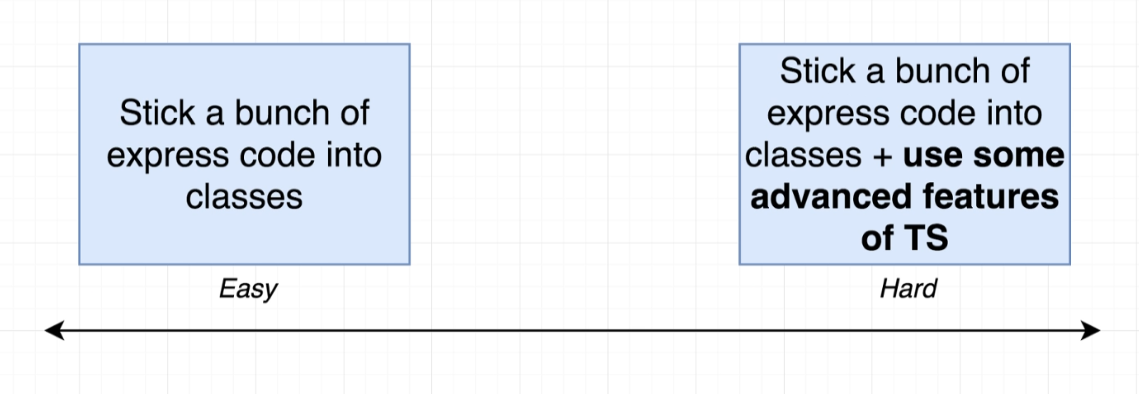 Stick a bunch of
express code into
classes
Stick a bunch of
express code into
classes + use some
advanced features
of TS
Easy
Hard